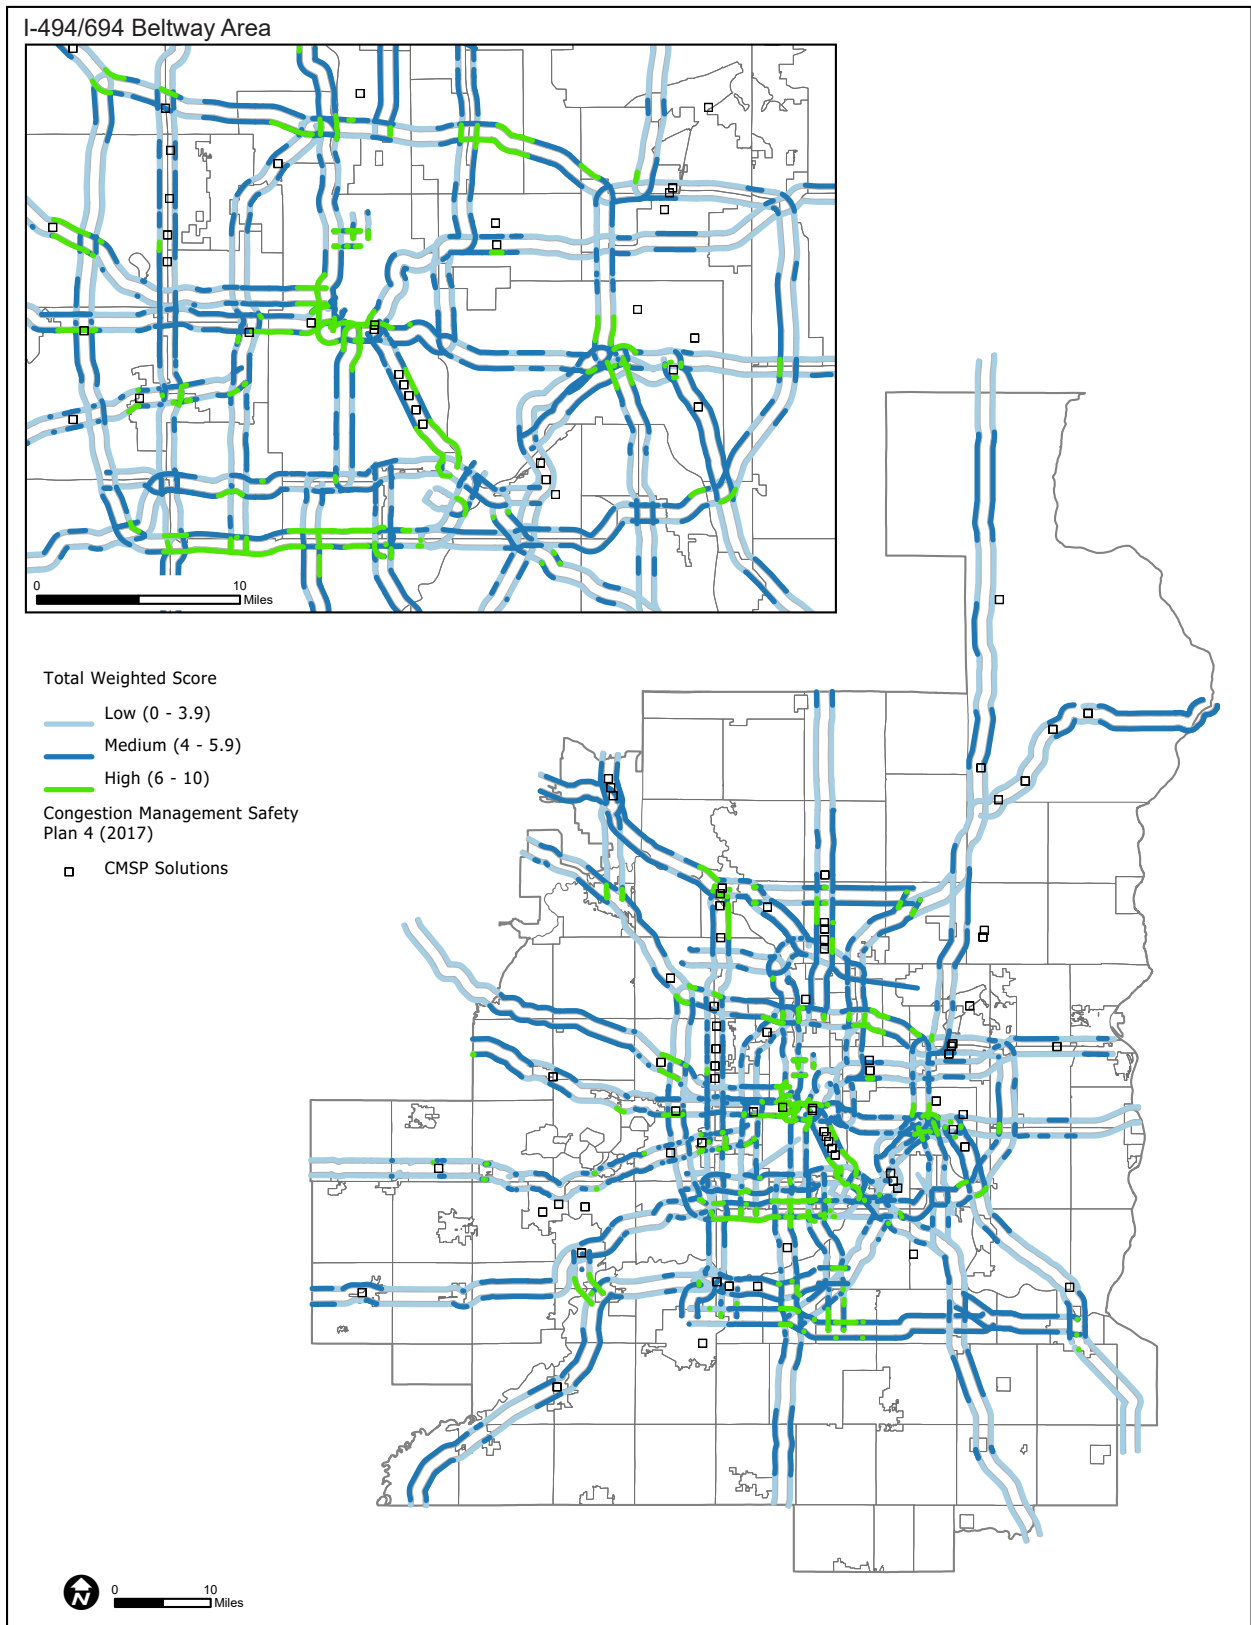 I-494/694 Beltway Area
0 10
Miles
Total Weighted Score
Low (0 - 3.9)
Medium (4 - 5.9)
High (6 - 10)
Congestion Management Safety
Plan 4 (2017)
CMSP Solutions
N
0 10
Miles